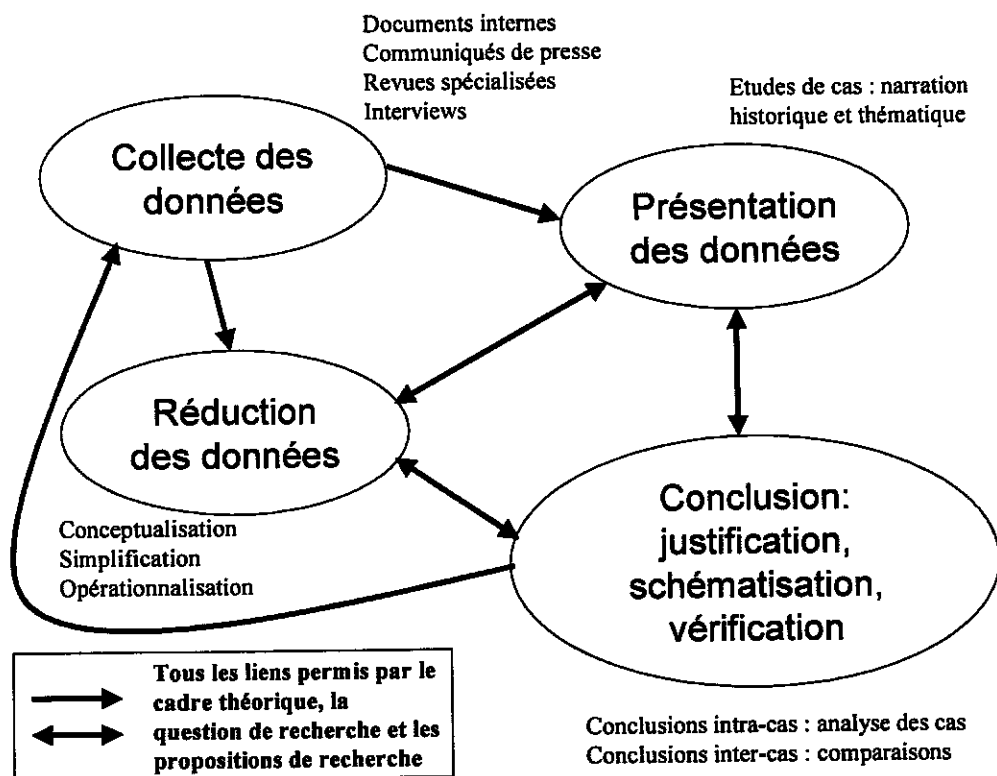 Documents internes
Communiqués de presse
Revues spécialisées
Interviews
Etudes de cas : narration
historique et thématique
Collecte des
données
Présentation
des données
Réduction
des données
Conceptualisation
Simplification
Opérationnalisation
Conclusion:
justification,
schématisation,
vérification
Tous les liens permis par le
cadre théorique, la
question de recherche et les
propositions de recherche
Conclusions intra-cas : analyse des cas
Conclusions inter-cas : comparaisons